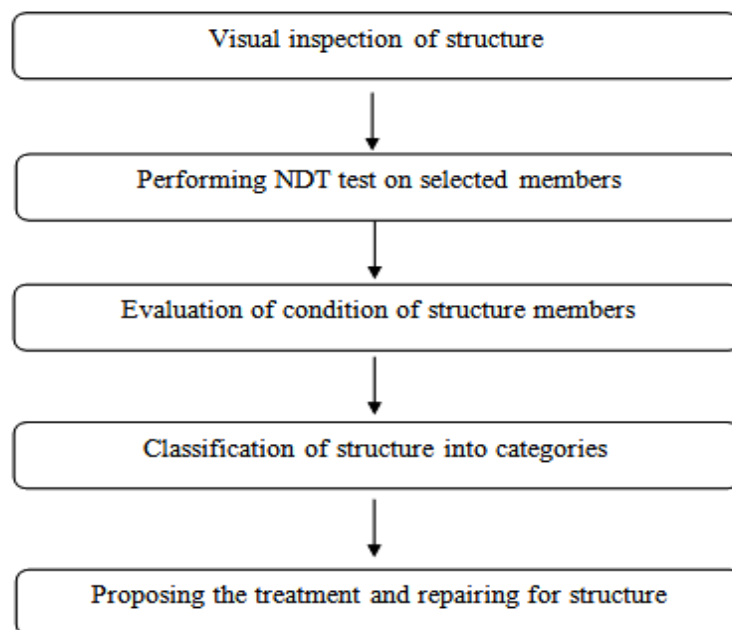 Visual inspection of structure
Performing NDT test on selected members
Evaluation of condition of structure members
Classification of structure into categories
Proposing the treatment and repairing for structure